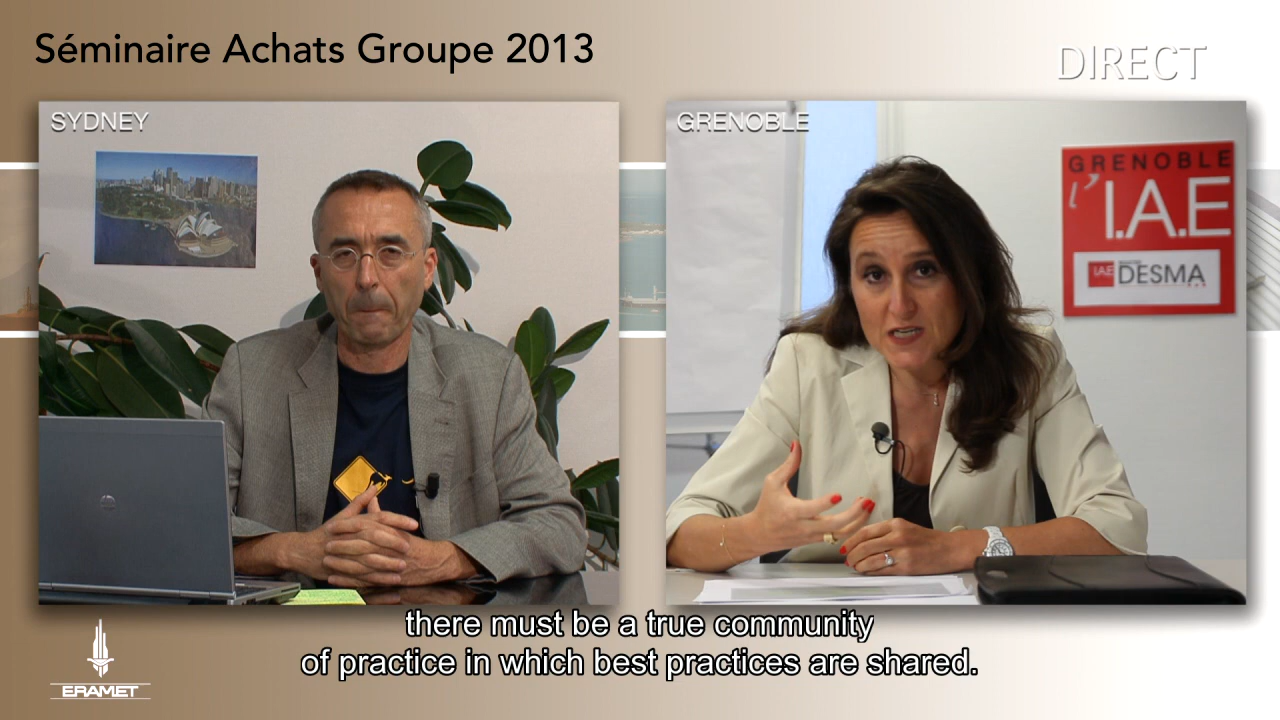 Séminaire Achats Groupe 2013
DIRECT
SYDNEY
GRENOBLE
GRENOBLE
l'I.A.E
IAE DESMA
there must be a true community
of practice in which best practices are shared.
ERAMET